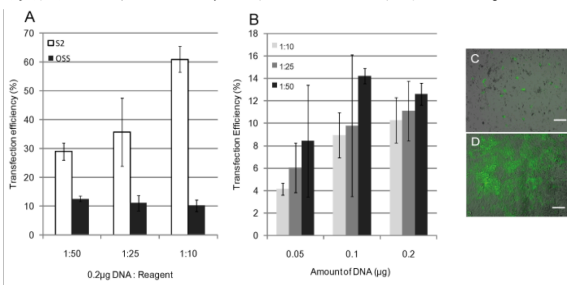 A
S2
OSS
Transfection efficiency (%)
70
60
50
40
30
20
10
0
1:50 1:25 1:10
0.2µg DNA : Reagent
B
1:10
1:25
1:50
Transfection Efficiency (%)
18
16
14
12
10
8
6
4
2
0
0.05 0.1 0.2
Amount of DNA (µg)
C
D